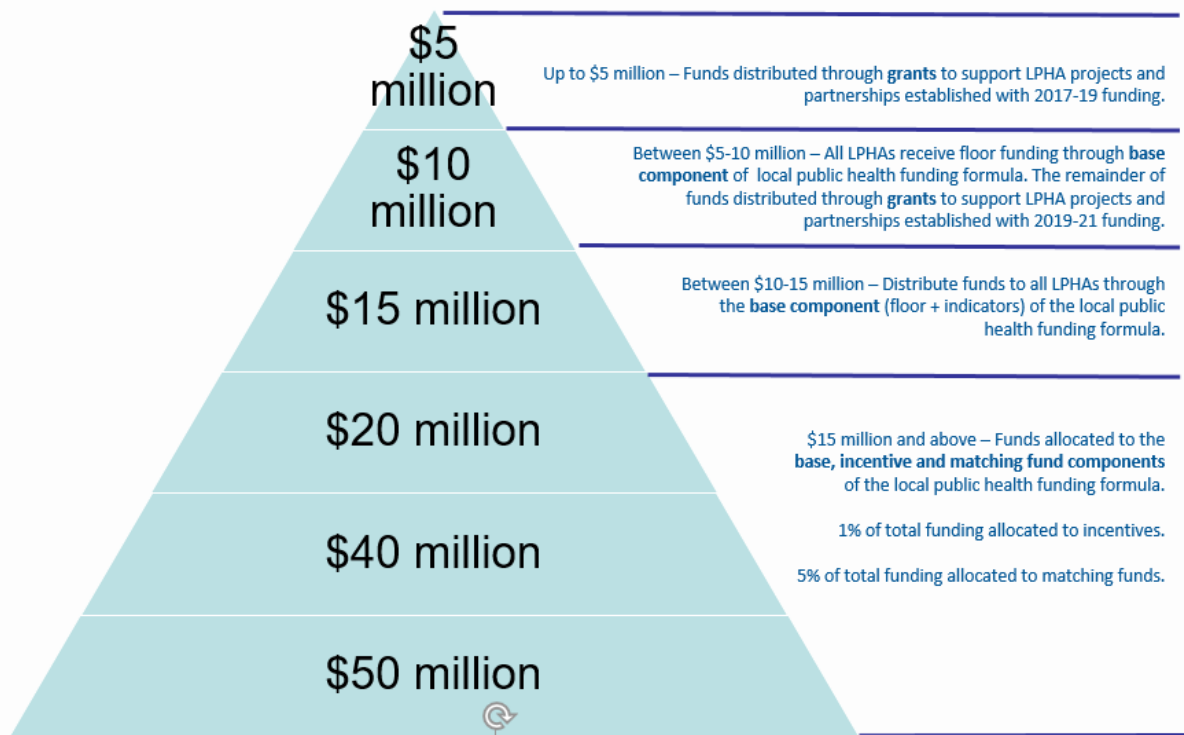 $5
million
Up to $5 million – Funds distributed through grants to support LPHA projects and
partnerships established with 2017-19 funding.
$10
million
Between $5-10 million – All LPHAs receive floor funding through base
component of  local public health funding formula. The remainder of
funds distributed through grants to support LPHA projects and
partnerships established with 2019-21 funding.
$15 million
Between $10-15 million – Distribute funds to all LPHAs through
the base component (floor + indicators) of the local public
health funding formula.
$20 million
$15 million and above – Funds allocated to the
base, incentive and matching fund components
of the local public health funding formula.
1% of total funding allocated to incentives.
5% of total funding allocated to matching funds.
$40 million
$50 million